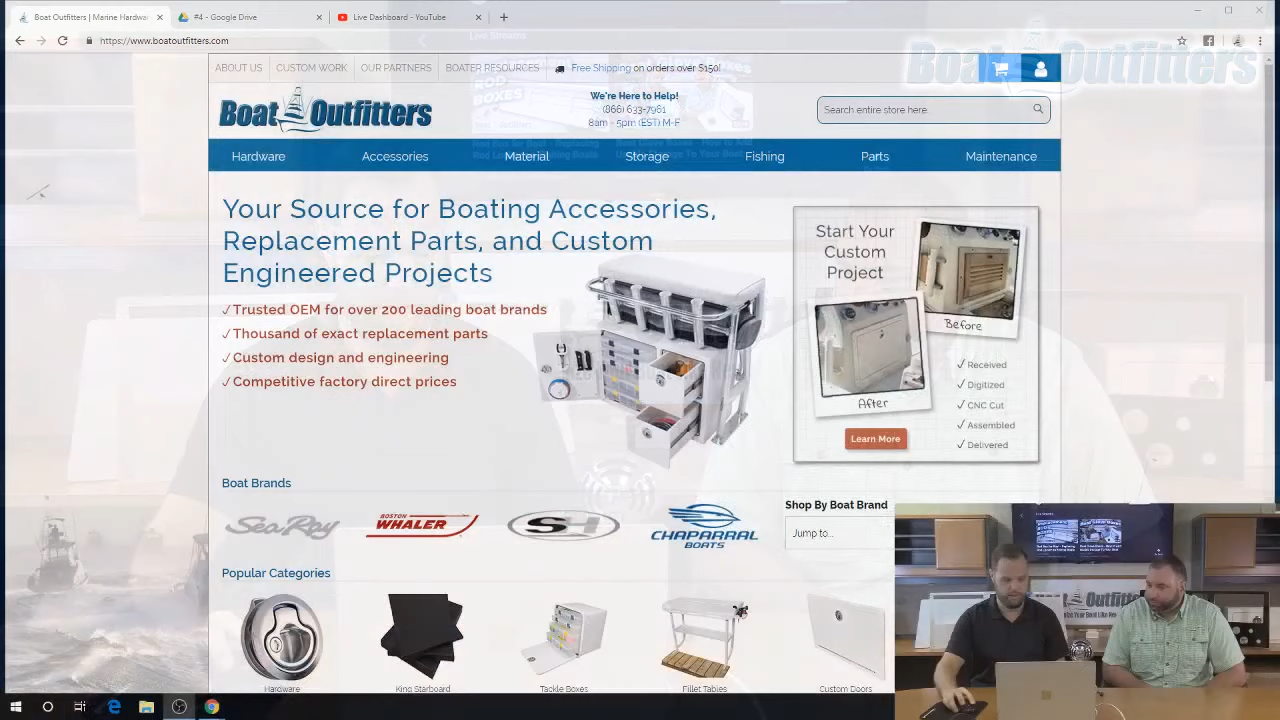 Boat Outfitters | Marine Hardwa
#4 - Google Drive
Live Dashboard - YouTube
https://www.boatoutfitters.com
Live Streams
Boat Outfitters
ABOUT US
CUSTOM WORK
OUR PARTNERS
BOATER RESOURCES
Free Shipping on orders over $150!
Boat Outfitters
We're Here to Help!
(866) 633-7961
8am - 5pm (EST) M-F
Search entire store here...
Hardware
Accessories
Material
Storage
Fishing
Parts
Maintenance
Your Source for Boating Accessories,
Replacement Parts, and Custom
Engineered Projects
✓Trusted OEM for over 200 leading boat brands
✓Thousand of exact replacement parts
✓Custom design and engineering
✓Competitive factory direct prices
Start Your
Custom
Project
Before
After
✓ Received
✓ Digitized
✓ CNC Cut
✓ Assembled
✓ Delivered
Learn More
Boat Brands
Sea Ray
BOSTON
WHALER
SH
CHAPARRAL
BOATS
Shop By Boat Brand
Jump to...
Popular Categories
Hardware
King Starboard
Tackle Boxes
Fillet Tables
Custom Doors